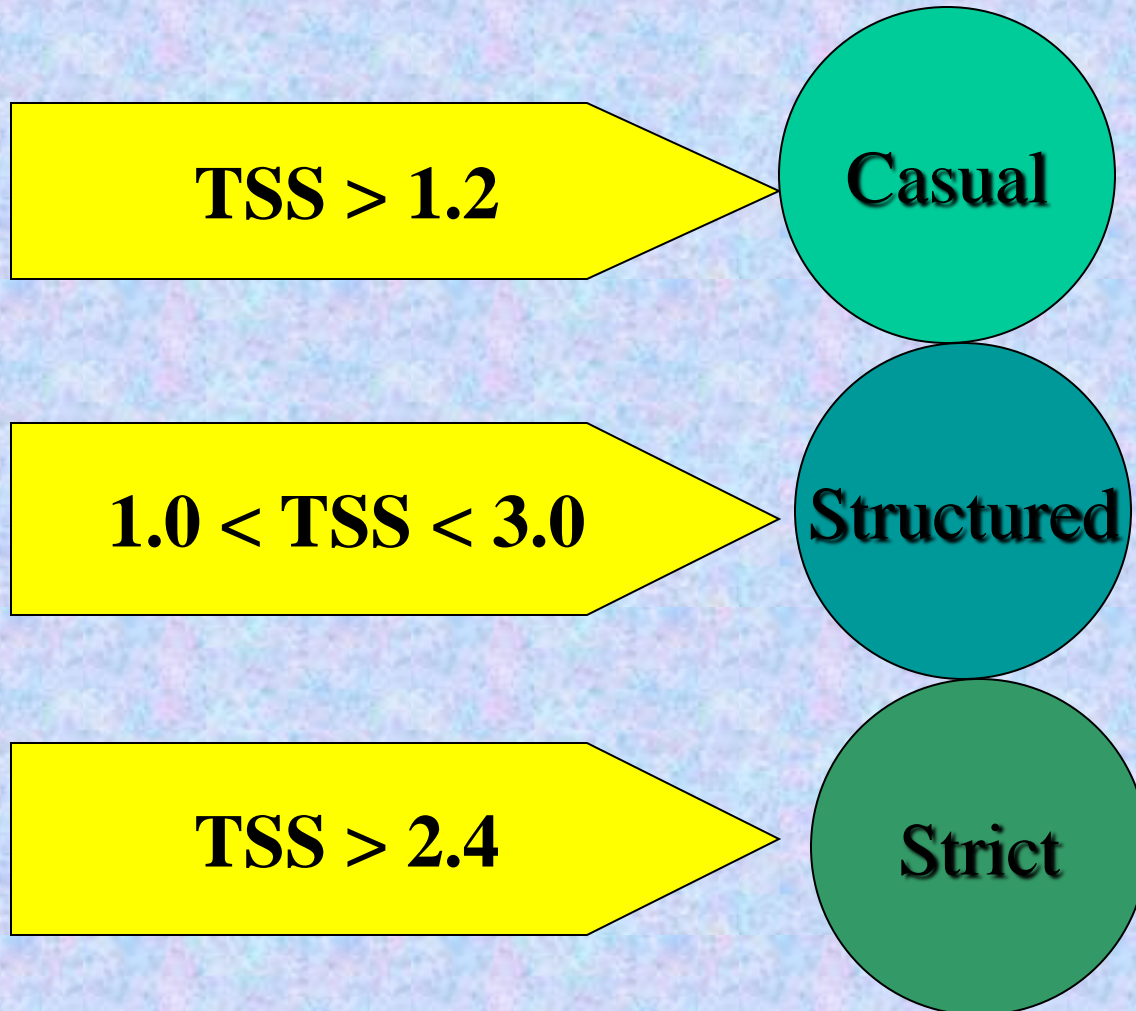 TSS > 1.2
Casual
1.0 < TSS < 3.0
Structured
TSS > 2.4
Strict